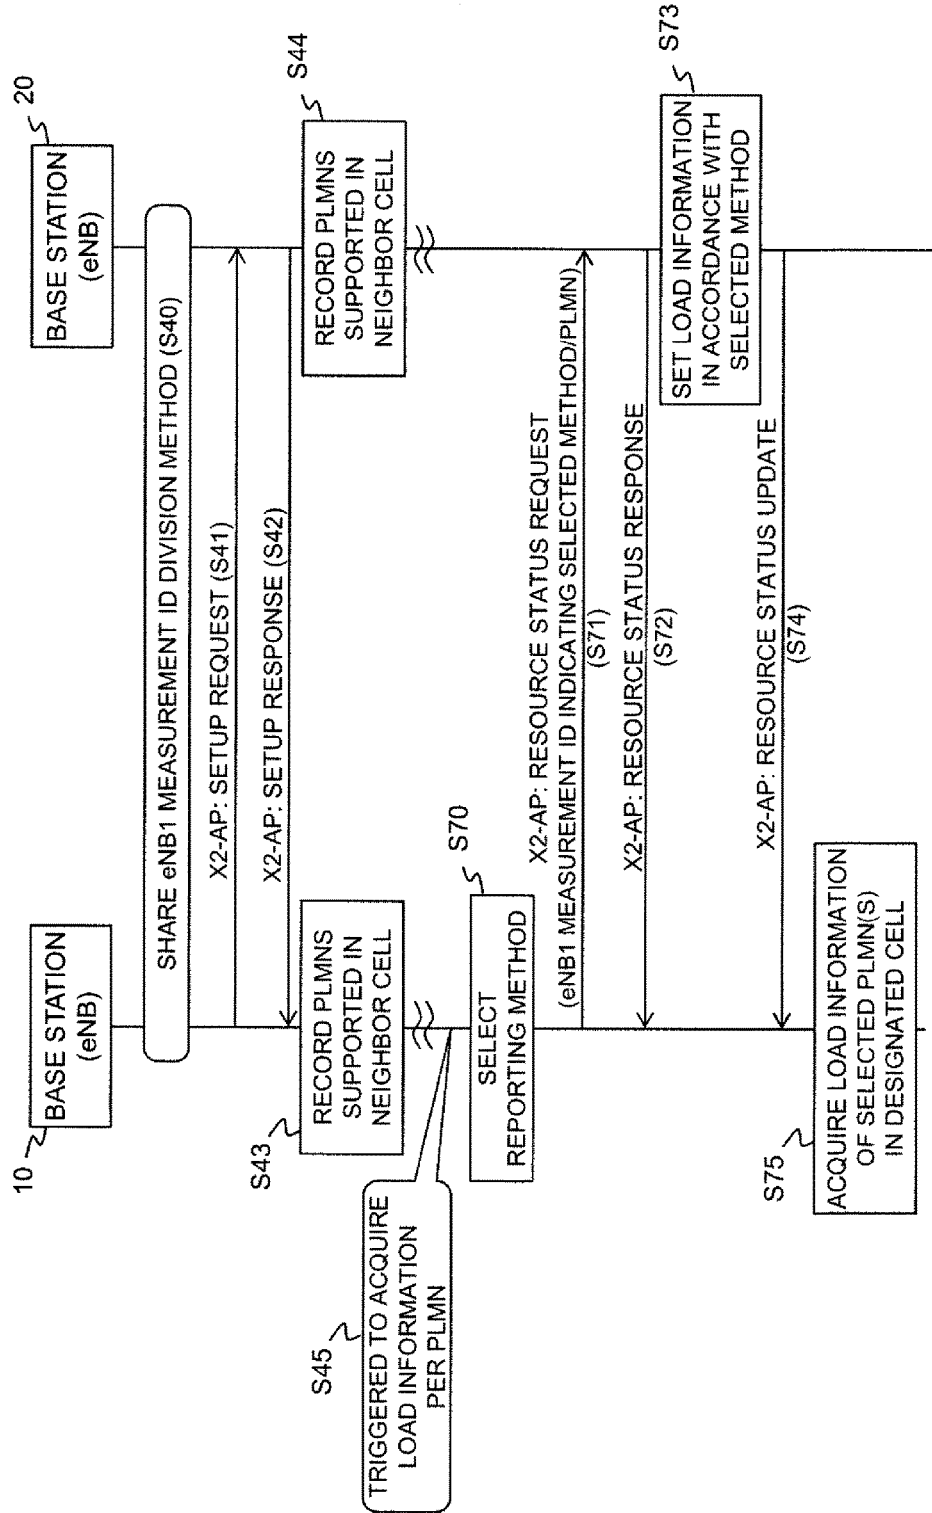 10
BASE STATION
(eNB)
20
BASE STATION
(eNB)
SHARE eNB1 MEASUREMENT ID DIVISION METHOD (S40)
X2-AP: SETUP REQUEST (S41)
X2-AP: SETUP RESPONSE (S42)
S43
RECORD PLMNS
SUPPORTED IN
NEIGHBOR CELL
S44
RECORD PLMNS
SUPPORTED IN
NEIGHBOR CELL
S45
TRIGGERED TO ACQUIRE
LOAD INFORMATION
PER PLMN
S70
SELECT
REPORTING METHOD
X2-AP: RESOURCE STATUS REQUEST
(eNB1 MEASUREMENT ID INDICATING SELECTED METHOD/PLMN)
(S71)
X2-AP: RESOURCE STATUS RESPONSE
(S72)
S73
SET LOAD INFORMATION
IN ACCORDANCE WITH
SELECTED METHOD
X2-AP: RESOURCE STATUS UPDATE
(S74)
S75
ACQUIRE LOAD INFORMATION
OF SELECTED PLMN(S)
IN DESIGNATED CELL